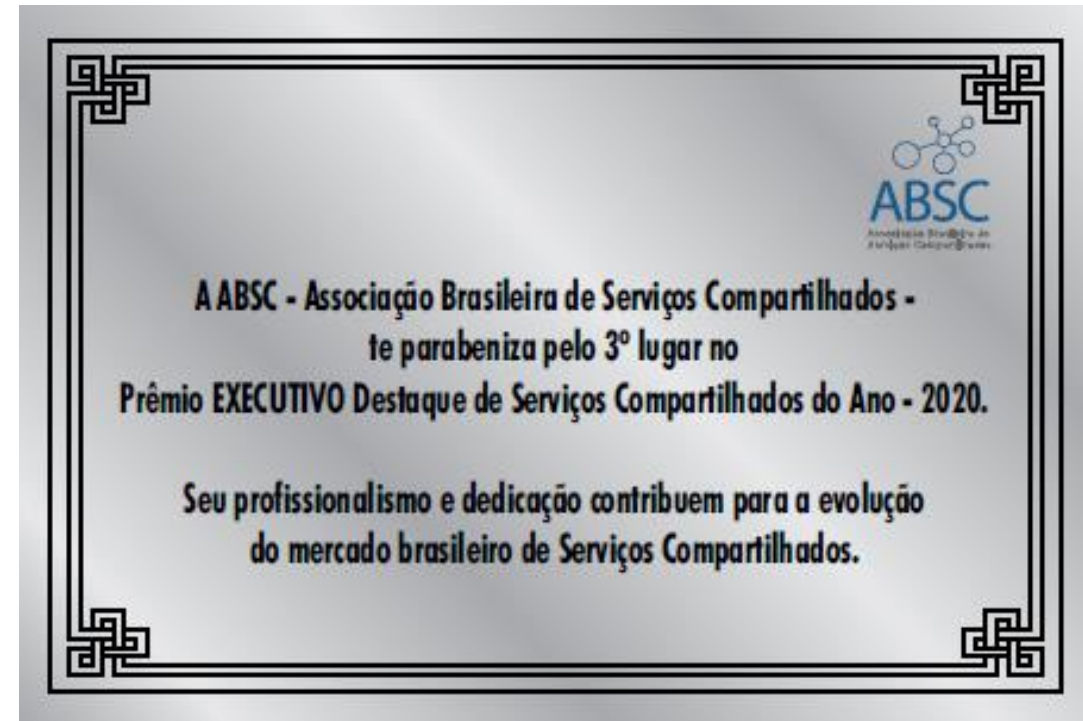 ABSC
A ABSC - Associação Brasileira de Serviços Compartilhados -
te parabeniza pelo 3º lugar no
Prêmio EXECUTIVO Destaque de Serviços Compartilhados do Ano - 2020.
Seu profissionalismo e dedicação contribuem para a evolução
do mercado brasileiro de Serviços Compartilhados.